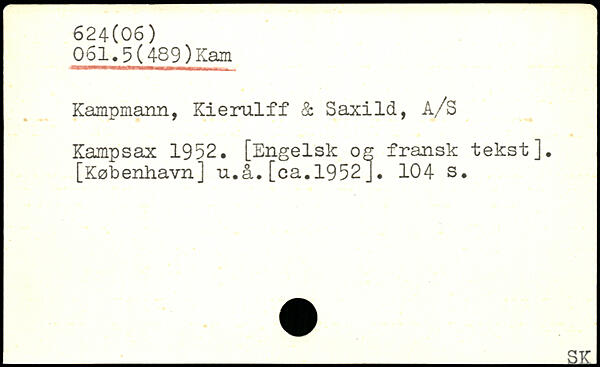 624(06)
061.5(489)Kam
Kampmann, Kierulff & Saxild, A/S
Kampsax 1952. [Engelsk og fransk tekst].
[København] u.å.[ca.1952]. 104 s.
SK